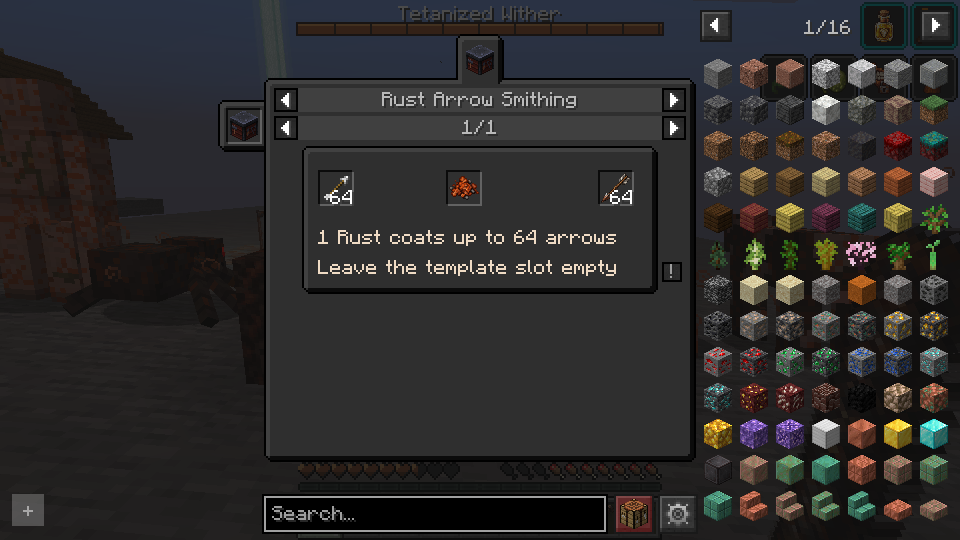 Tetanized Wither
1/16
Rust Arrow Smithing
1/1
64
64
1 Rust coats up to 64 arrows
Leave the template slot empty
!
Search...
+